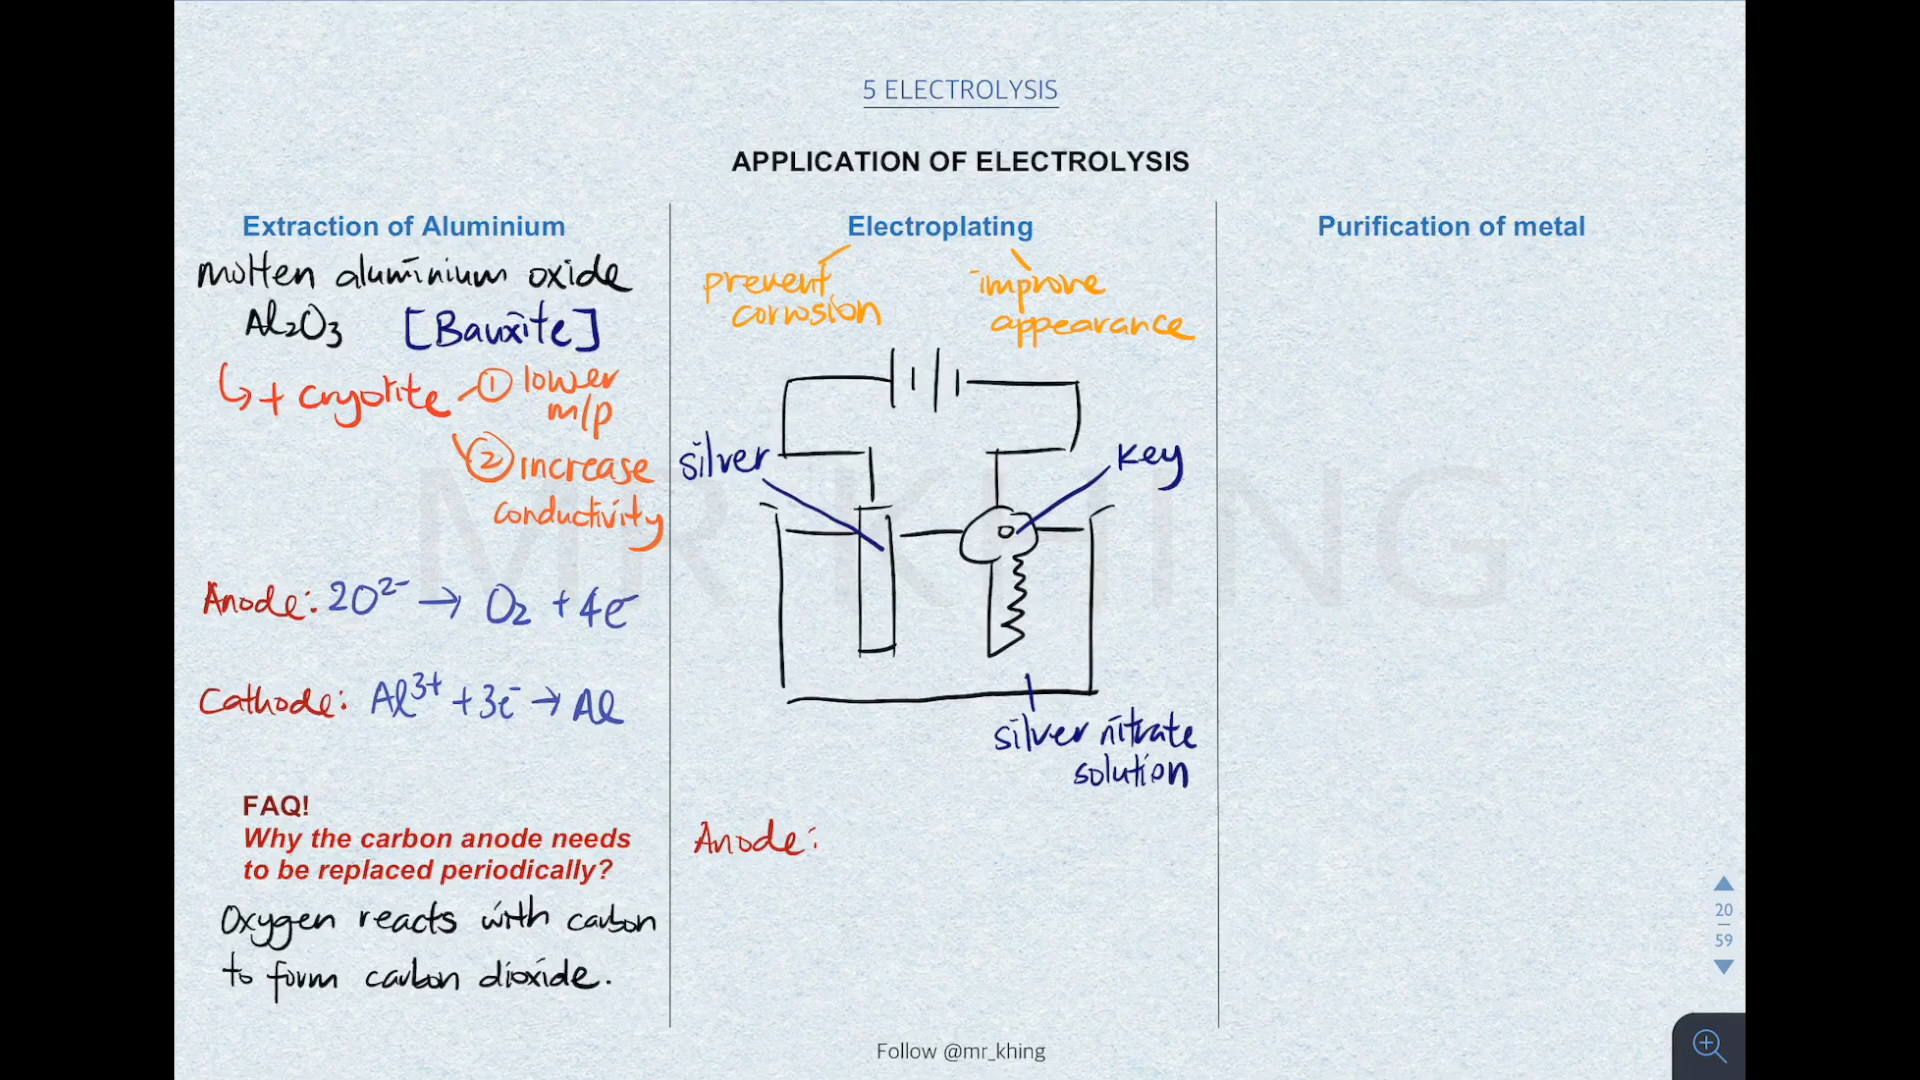 5 ELECTROLYSIS
APPLICATION OF ELECTROLYSIS
Extraction of Aluminium
molten aluminium oxide
Al₂O₃ [Bauxite]
↳ + cryolite ① lower
m/p
② increase
conductivity
Anode: 2O²⁻ → O₂ + 4e⁻
Cathode: Al³⁺ + 3e⁻ → Al
FAQ!
Why the carbon anode needs
to be replaced periodically?
Oxygen reacts with carbon
to form carbon dioxide.
Electroplating
prevent
corrosion
improve
appearance
silver
key
silver nitrate
solution
Anode:
Purification of metal
MR KHING
20
59
Follow @mr_khing